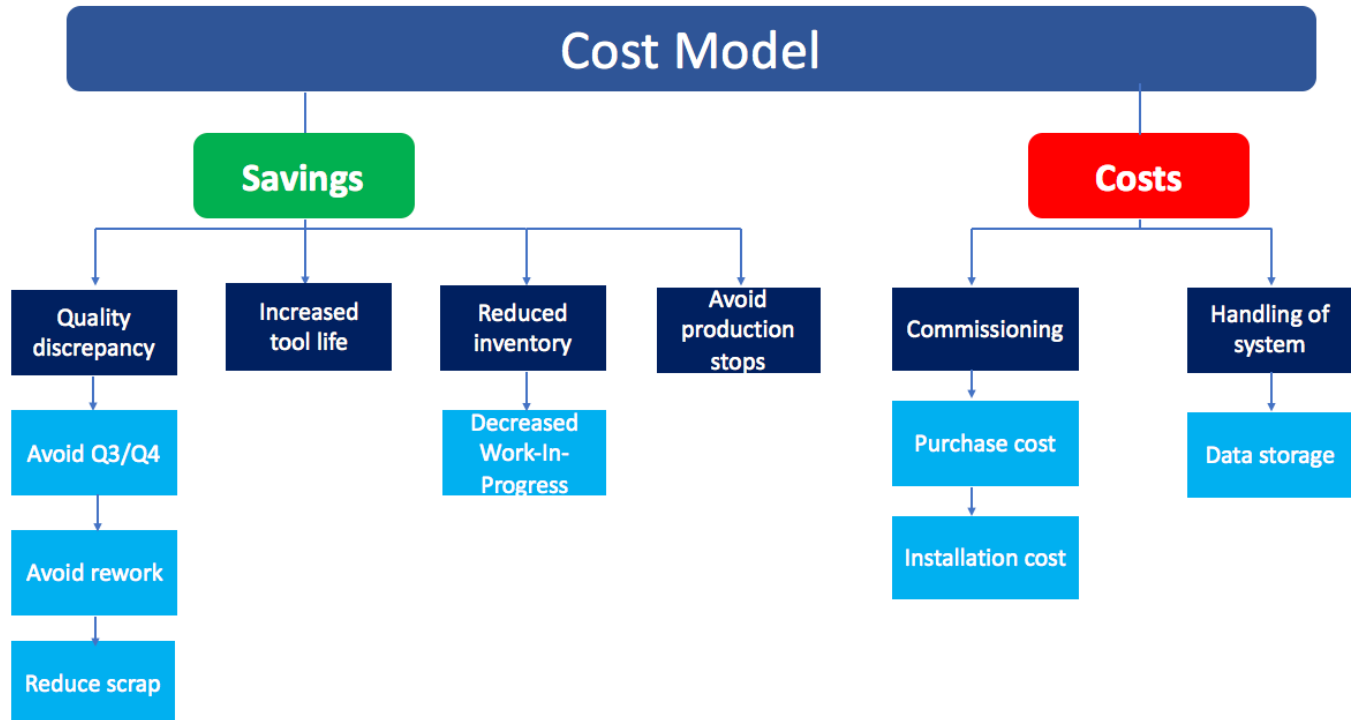 Cost Model
Savings
Costs
Quality
discrepancy
Increased
tool life
Reduced
inventory
Avoid
production
stops
Commissioning
Handling of
system
Avoid Q3/Q4
Decreased
Work-In-
Progress
Purchase cost
Data storage
Avoid rework
Installation cost
Reduce scrap